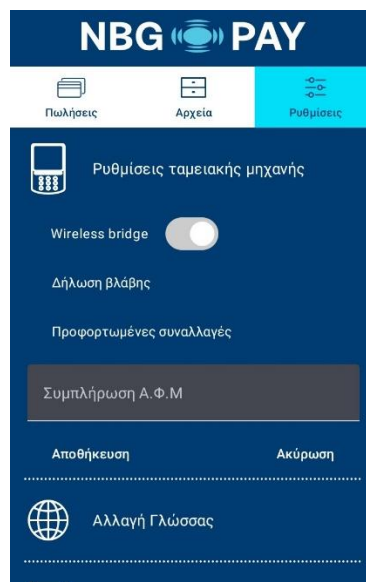 NBG PAY
Πωλήσεις Αρχεία Ρυθμίσεις
Ρυθμίσεις ταμειακής μηχανής
Wireless bridge
Δήλωση βλάβης
Προφορτωμένες συναλλαγές
Συμπλήρωση Α.Φ.Μ
Αποθήκευση Ακύρωση
Αλλαγή Γλώσσας